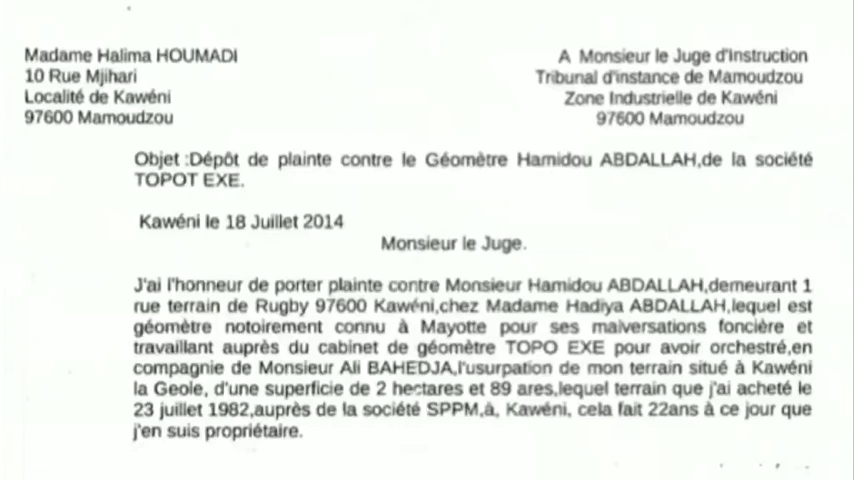 Madame Halima HOUMADI
10 Rue Mjihari
Localité de Kawéni
97600 Mamoudzou
A Monsieur le Juge d'instruction
Tribunal d'instance de Mamoudzou
Zone Industrielle de Kawéni
97600 Mamoudzou
Objet :Dépôt de plainte contre le Géomètre Hamidou ABDALLAH,de la société
TOPOT EXE.
Kawéni le 18 Juillet 2014
Monsieur le Juge.
J'ai l'honneur de porter plainte contre Monsieur Hamidou ABDALLAH,demeurant 1
rue terrain de Rugby 97600 Kawéni,chez Madame Hadiya ABDALLAH,lequel est
géomètre notoirement connu à Mayotte pour ses malversations foncière et
travaillant auprès du cabinet de géomètre TOPO EXE pour avoir orchestré,en
compagnie de Monsieur Ali BAHEDJA,l'usurpation de mon terrain situé à Kawéni
la Geole, d'une superficie de 2 hectares et 89 ares,lequel terrain que j'ai acheté le
23 juillet 1982,auprès de la société SPPM,à, Kawéni, cela fait 22ans à ce jour que
j'en suis propriétaire.